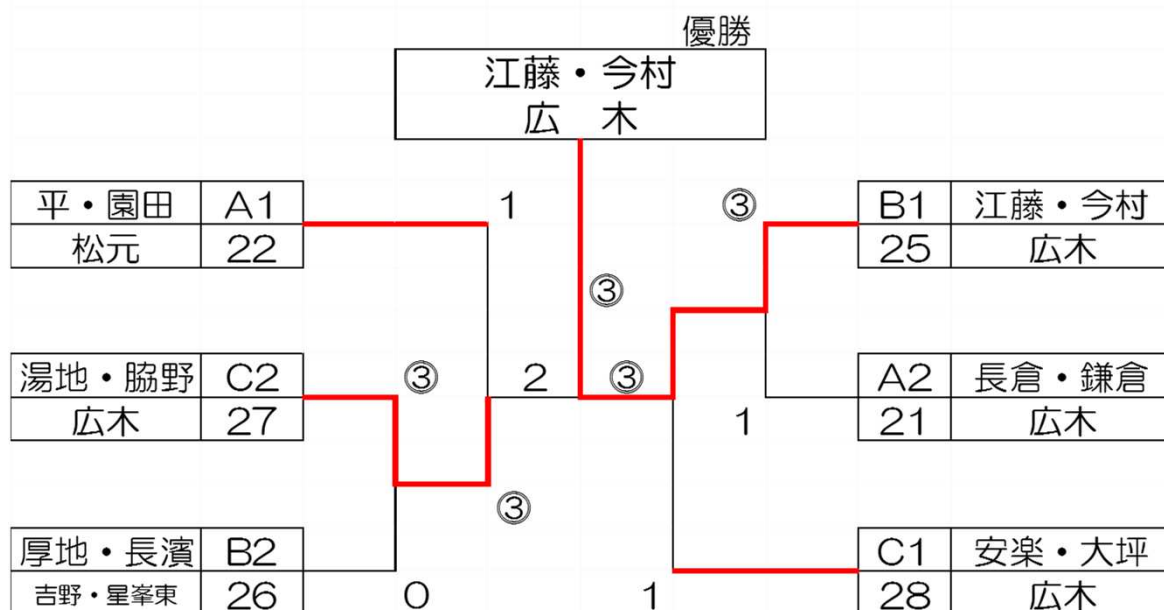 優勝
江藤・今村
広 木
平・園田 A1
松元 22
1
③
B1 江藤・今村
25 広木
③
湯地・脇野 C2
広木 27
③
2
③
1
A2 長倉・鎌倉
21 広木
③
厚地・長濱 B2
吉野・星峯東 26
0
1
C1 安楽・大坪
28 広木